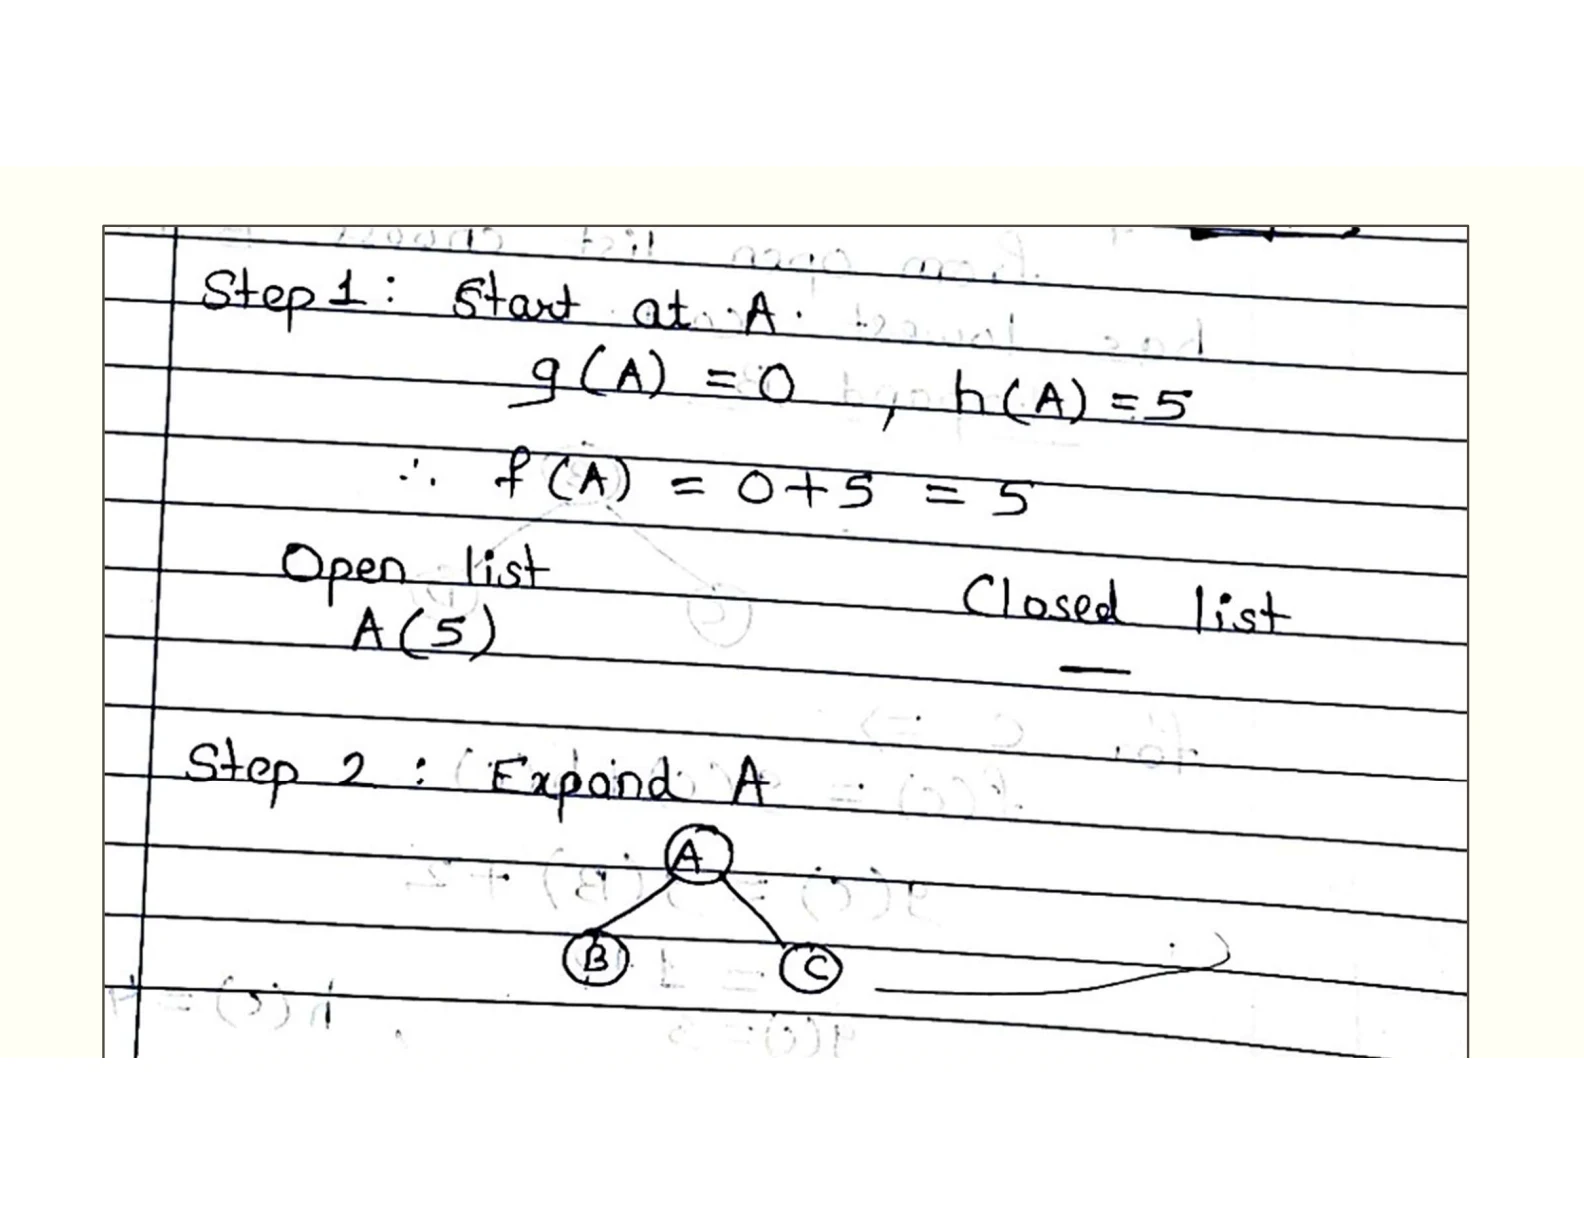 Step 1: Start at A.
g(A) = 0 , h(A) = 5
∴ f(A) = 0+5 = 5
Open list Closed list
A(5) —
Step 2 : Expand A
A
B C